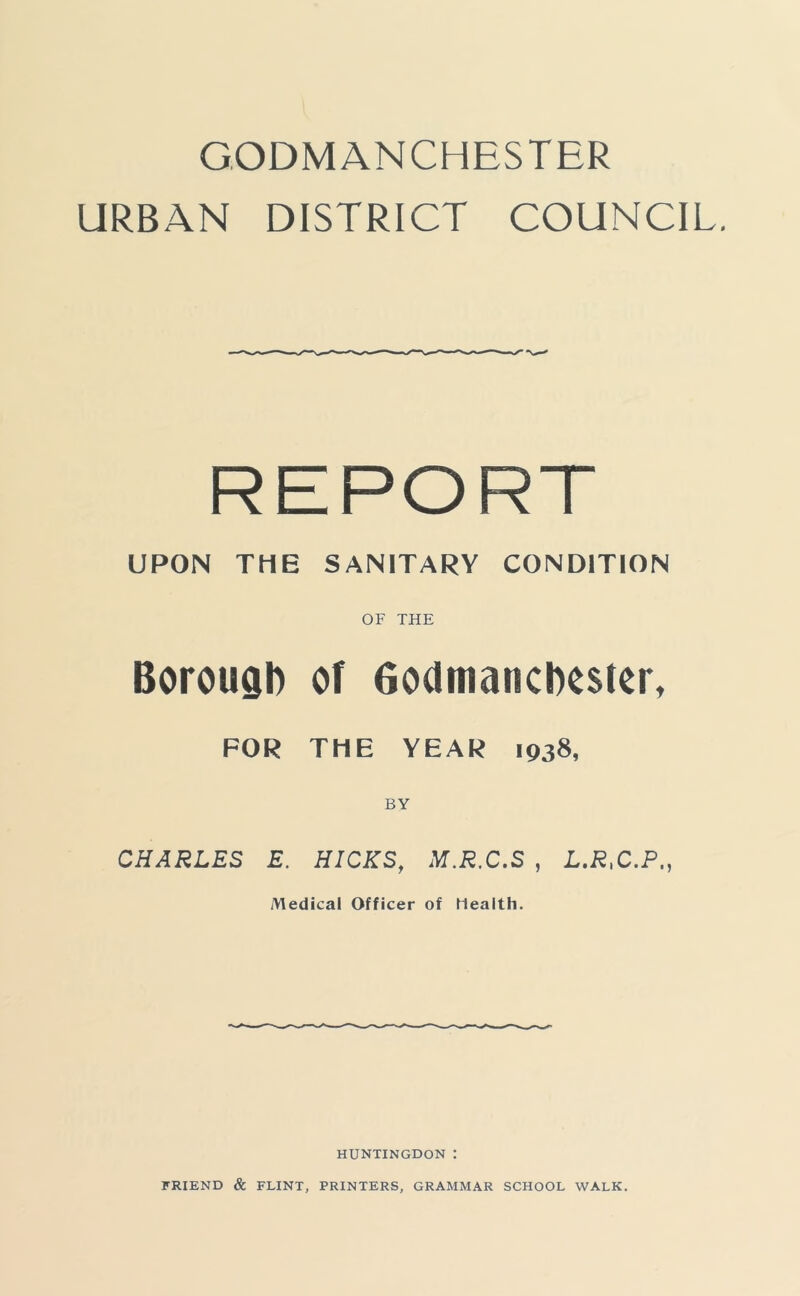 GODMANCHESTER
URBAN DISTRICT COUNCIL.
REPORT
UPON THE SANITARY CONDITION
OF THE
Borough of Godmanchester,
FOR THE YEAR 1938,
BY
CHARLES E. HICKS, M.R.C.S , L.R.C.P.,
Medical Officer of Health.
HUNTINGDON :
FRIEND & FLINT, PRINTERS, GRAMMAR SCHOOL WALK.